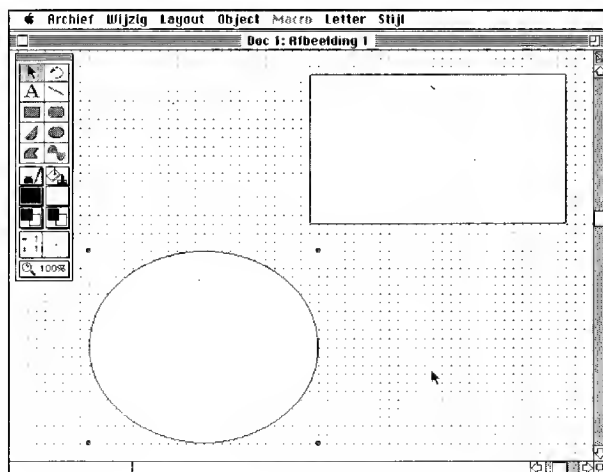 Archief Wijzig Layout Object Macro Letter Stijl
Doc 1: Afbeelding 1
A
100%